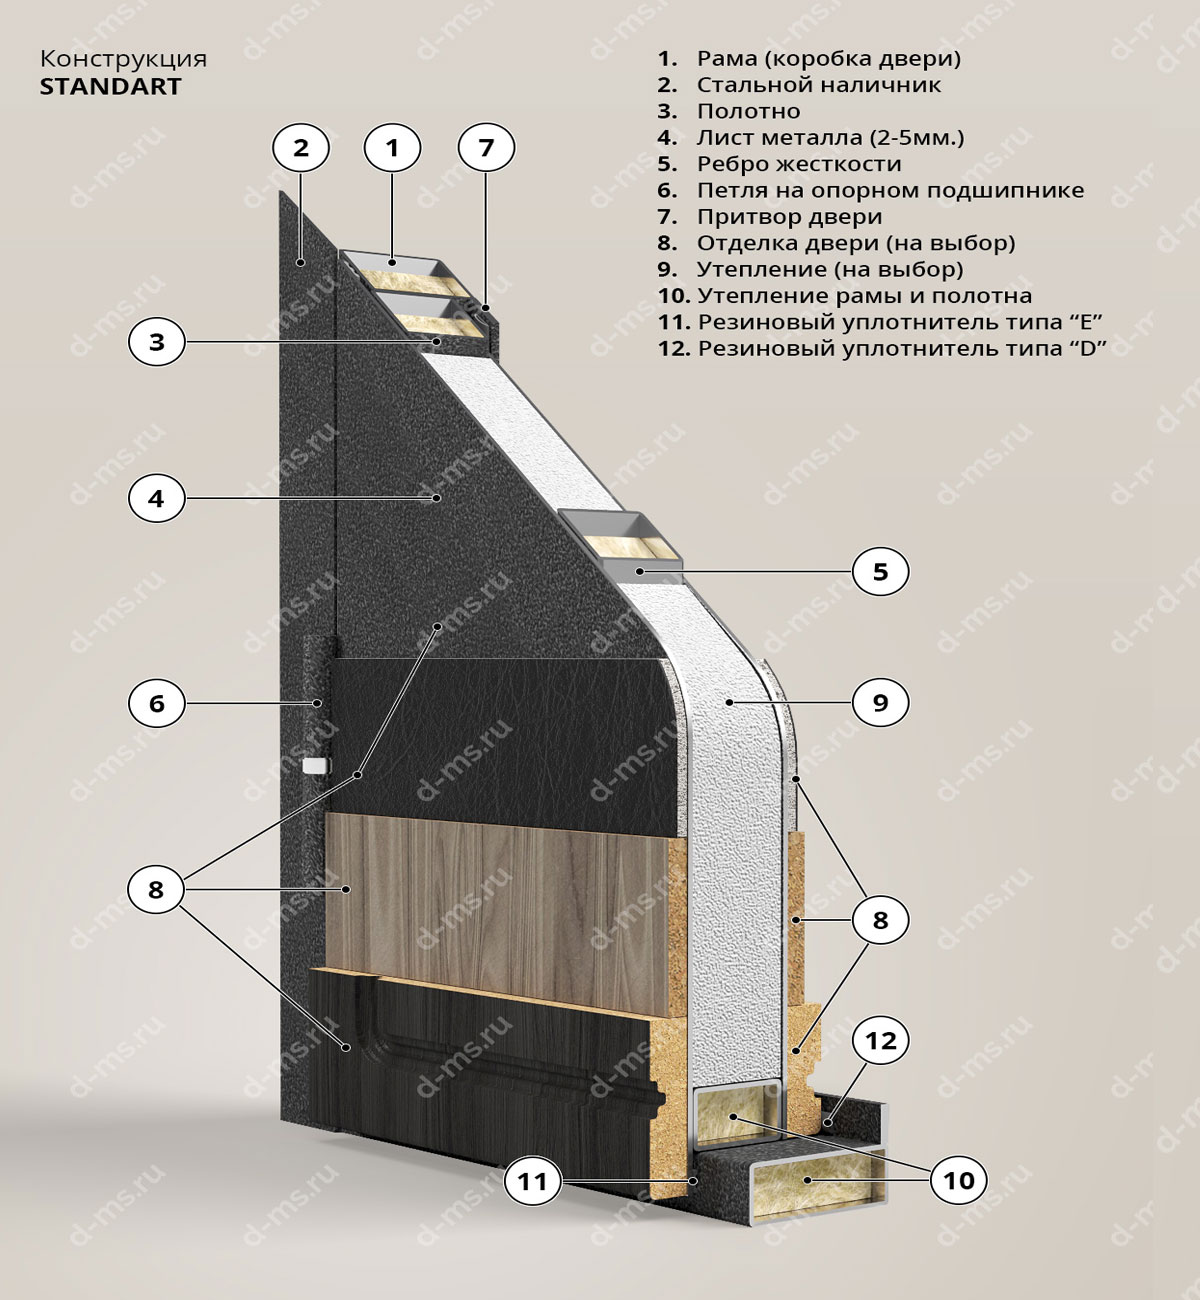 Конструкция
STANDART
1. Рама (коробка двери)
2. Стальной наличник
3. Полотно
4. Лист металла (2-5мм.)
5. Ребро жесткости
6. Петля на опорном подшипнике
7. Притвор двери
8. Отделка двери (на выбор)
9. Утепление (на выбор)
10. Утепление рамы и полотна
11. Резиновый уплотнитель типа “E”
12. Резиновый уплотнитель типа “D”
2 1 7
3
4
5
6
9
8
8
12
11
10
d-ms.ru